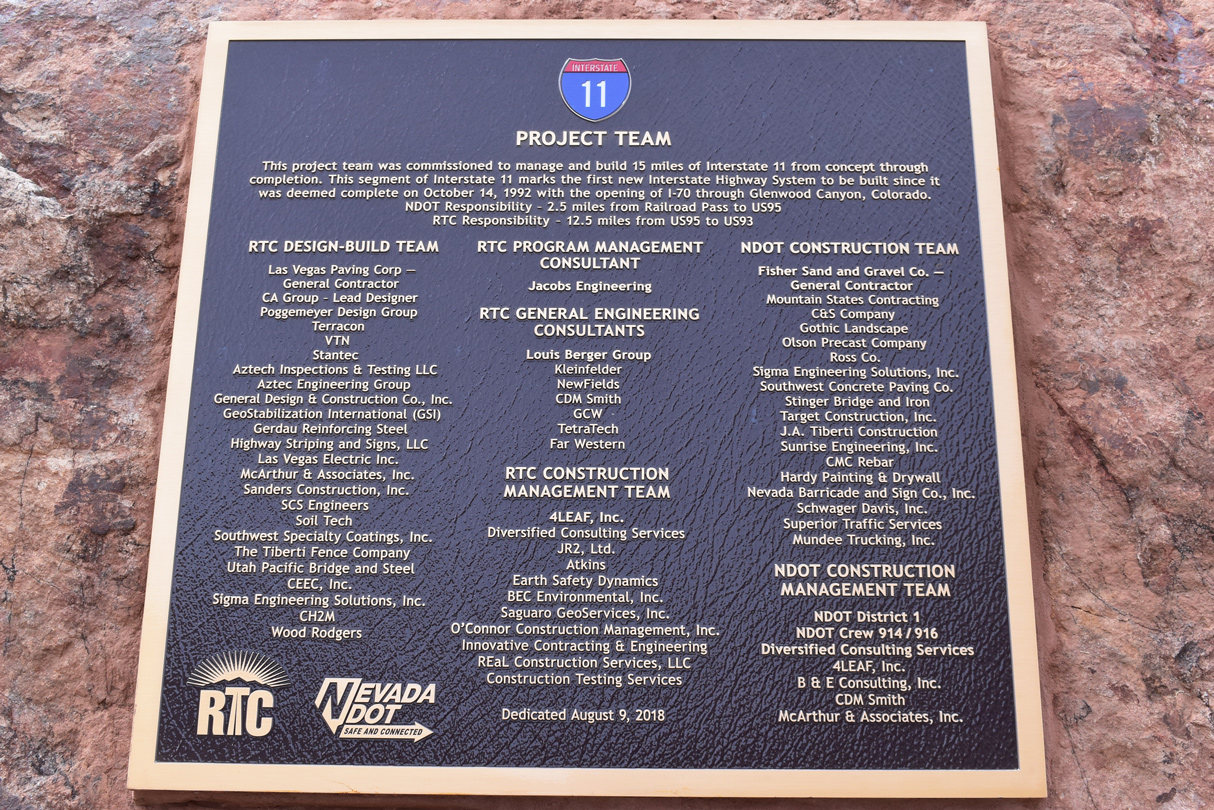 INTERSTATE
11
PROJECT TEAM
This project team was commissioned to manage and build 15 miles of Interstate 11 from concept through
completion. This segment of Interstate 11 marks the first new Interstate Highway System to be built since it
was deemed complete on October 14, 1992 with the opening of I-70 through Glenwood Canyon, Colorado.
NDOT Responsibility - 2.5 miles from Railroad Pass to US95
RTC Responsibility - 12.5 miles from US95 to US93
RTC DESIGN-BUILD TEAM
Las Vegas Paving Corp —
General Contractor
CA Group - Lead Designer
Poggemeyer Design Group
Terracon
VTN
Stantec
Aztech Inspections & Testing LLC
Aztec Engineering Group
General Design & Construction Co., Inc.
GeoStabilization International (GSI)
Gerdau Reinforcing Steel
Highway Striping and Signs, LLC
Las Vegas Electric Inc.
McArthur & Associates, Inc.
Sanders Construction, Inc.
SCS Engineers
Soil Tech
Southwest Specialty Coatings, Inc.
The Tiberti Fence Company
Utah Pacific Bridge and Steel
CEEC, Inc.
Sigma Engineering Solutions, Inc.
CH2M
Wood Rodgers
RTC PROGRAM MANAGEMENT
CONSULTANT
Jacobs Engineering
RTC GENERAL ENGINEERING
CONSULTANTS
Louis Berger Group
Kleinfelder
NewFields
CDM Smith
GCW
TetraTech
Far Western
RTC CONSTRUCTION
MANAGEMENT TEAM
4LEAF, Inc.
Diversified Consulting Services
JR2, Ltd.
Atkins
Earth Safety Dynamics
BEC Environmental, Inc.
Saguaro GeoServices, Inc.
O'Connor Construction Management, Inc.
Innovative Contracting & Engineering
REaL Construction Services, LLC
Construction Testing Services
NDOT CONSTRUCTION TEAM
Fisher Sand and Gravel Co. —
General Contractor
Mountain States Contracting
C&S Company
Gothic Landscape
Olson Precast Company
Ross Co.
Sigma Engineering Solutions, Inc.
Southwest Concrete Paving Co.
Stinger Bridge and Iron
Target Construction, Inc.
J.A. Tiberti Construction
Sunrise Engineering, Inc.
CMC Rebar
Hardy Painting & Drywall
Nevada Barricade and Sign Co., Inc.
Schwager Davis, Inc.
Superior Traffic Services
Mundee Trucking, Inc.
NDOT CONSTRUCTION
MANAGEMENT TEAM
NDOT District 1
NDOT Crew 914 / 916
Diversified Consulting Services
4LEAF, Inc.
B & E Consulting, Inc.
CDM Smith
McArthur & Associates, Inc.
RTC
NEVADA
DOT
SAFE AND CONNECTED
Dedicated August 9, 2018